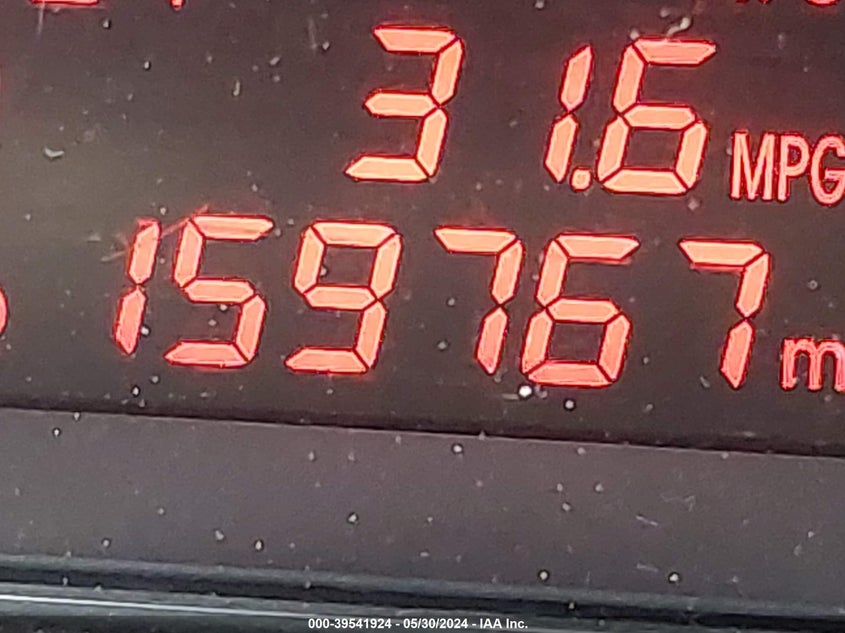 31.6 MPG
159767 m
000-39541924 - 05/30/2024 - IAA Inc.